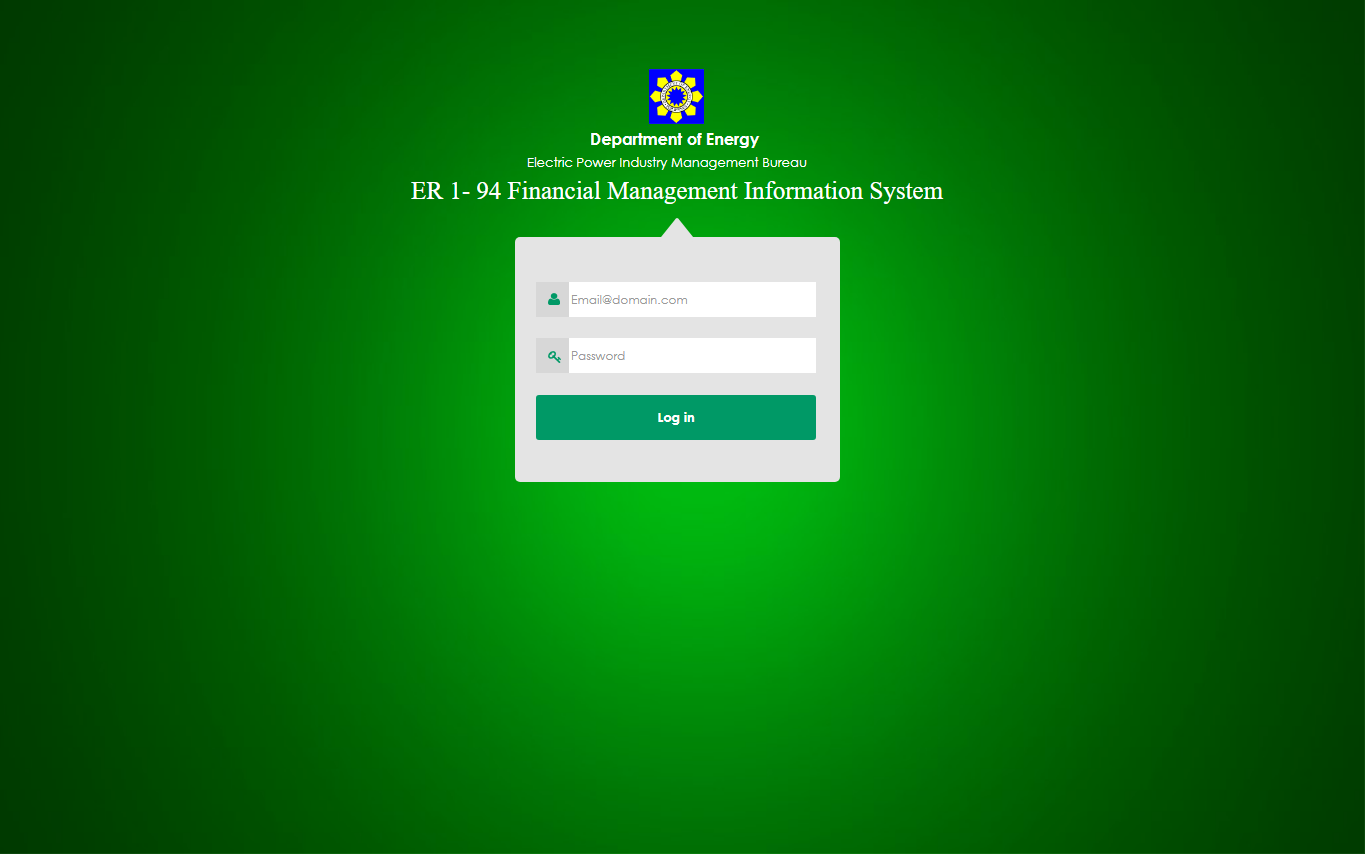 Department of Energy
Electric Power Industry Management Bureau
ER 1- 94 Financial Management Information System
Email@domain.com
Password
Log in